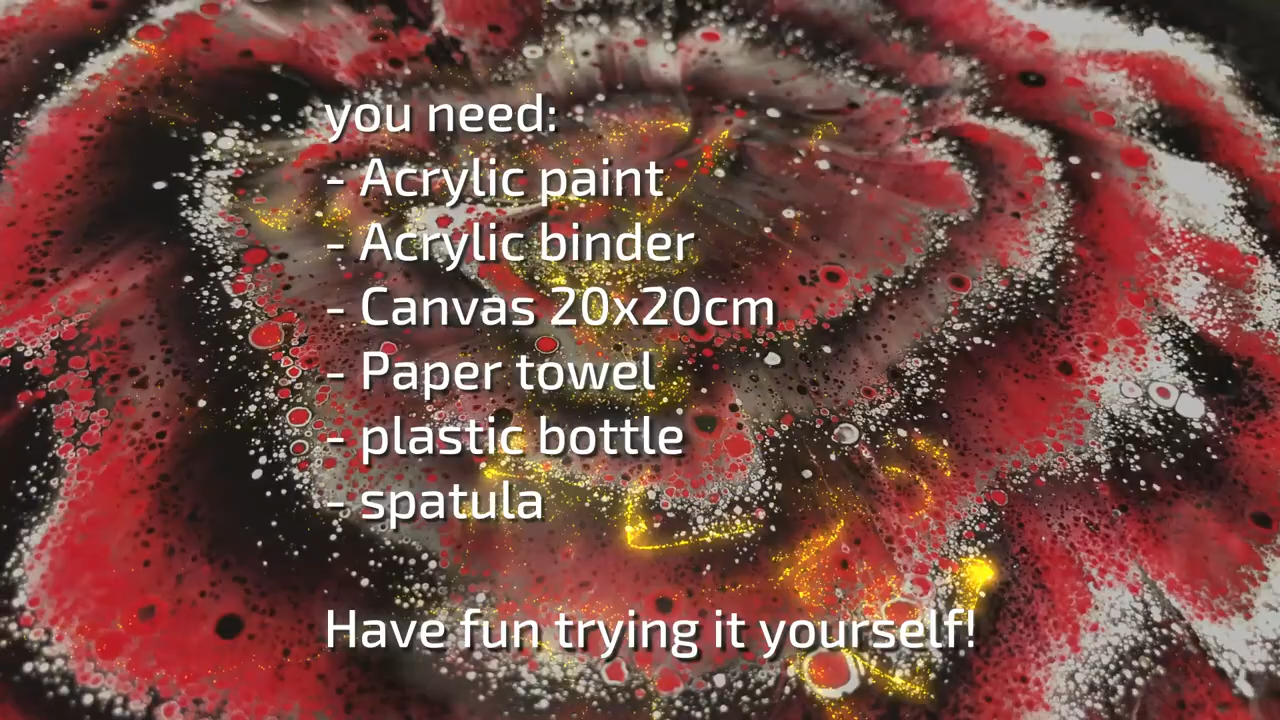 you need:
- Acrylic paint
- Acrylic binder
- Canvas 20x20cm
- Paper towel
- plastic bottle
- spatula
Have fun trying it yourself!